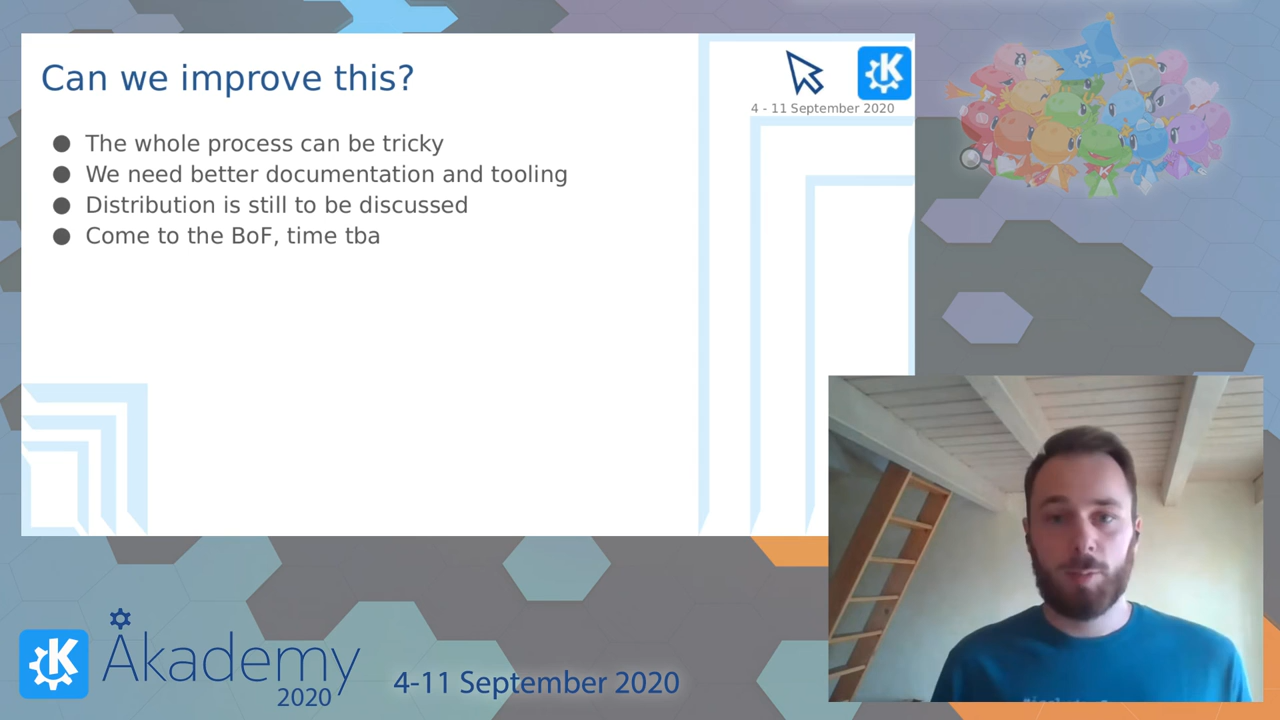 Can we improve this?
4 - 11 September 2020
● The whole process can be tricky
● We need better documentation and tooling
● Distribution is still to be discussed
● Come to the BoF, time tba
Akademy
2020
4-11 September 2020